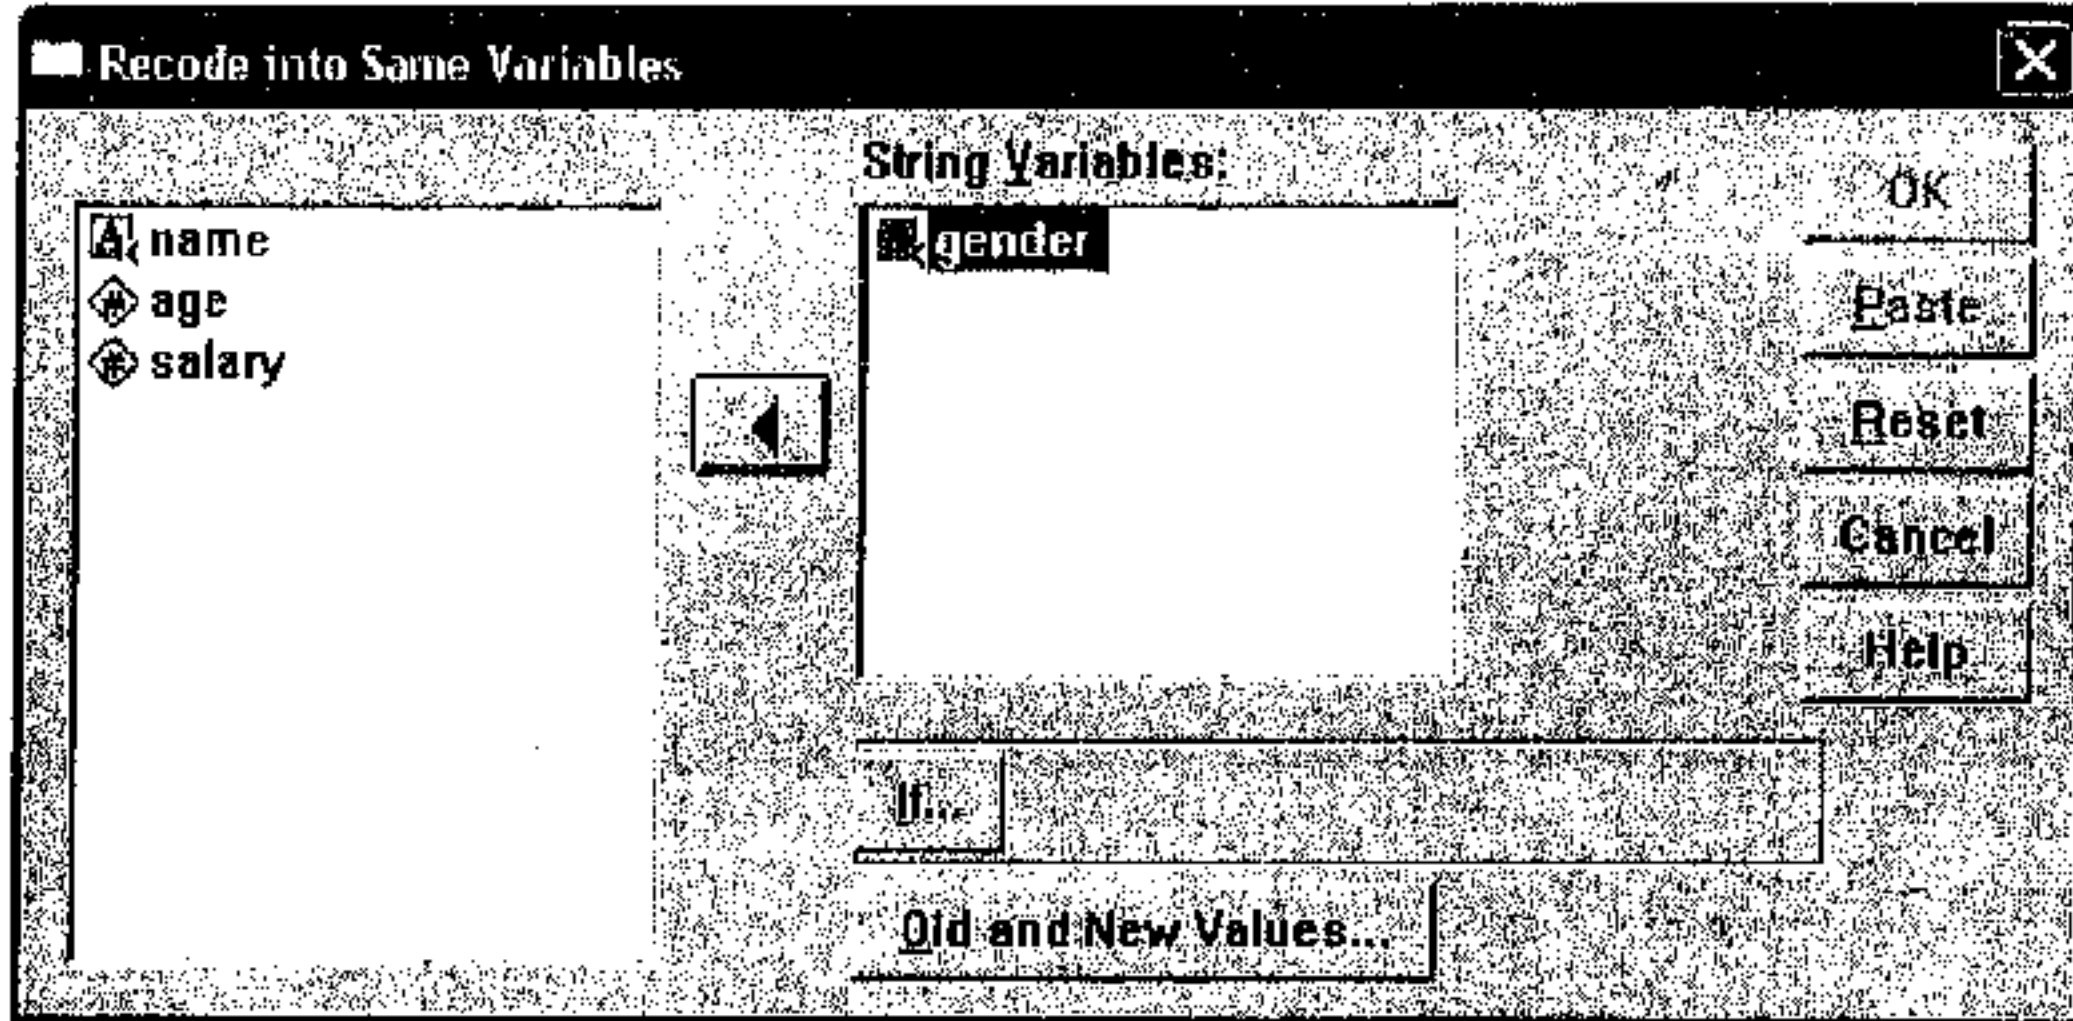 Recode into Same Variables
name
age
salary
String Variables:
gender
If...
Old and New Values...
OK
Paste
Reset
Cancel
Help